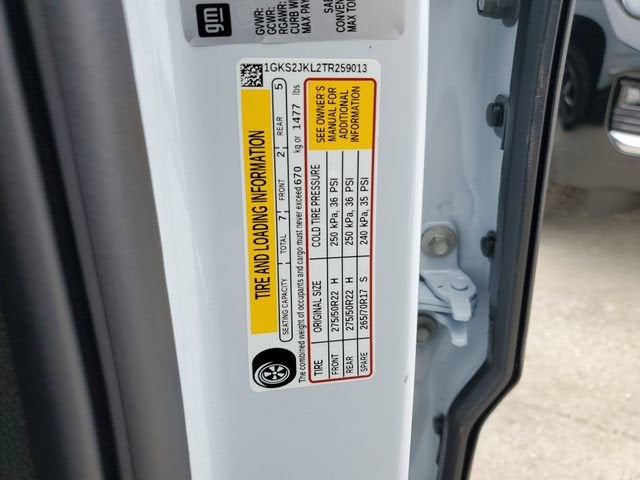 gm
GVWR:
GCWR:
RGAWR:
CURB W
MAX PAY
CONVEN
MAX TO
1GKS2JKL2TR259013
TIRE AND LOADING INFORMATION
SEATING CAPACITY TOTAL 7 FRONT 2 REAR 5
The combined weight of occupants and cargo must never exceed 670 kg or 1477 lbs.
TIRE ORIGINAL SIZE COLD TIRE PRESSURE
FRONT 275/50R22 H 250 kPa, 36 PSI
REAR 275/50R22 H 250 kPa, 36 PSI
SPARE 265/70R17 S 240 kPa, 35 PSI
SEE OWNER'S
MANUAL FOR
ADDITIONAL
INFORMATION